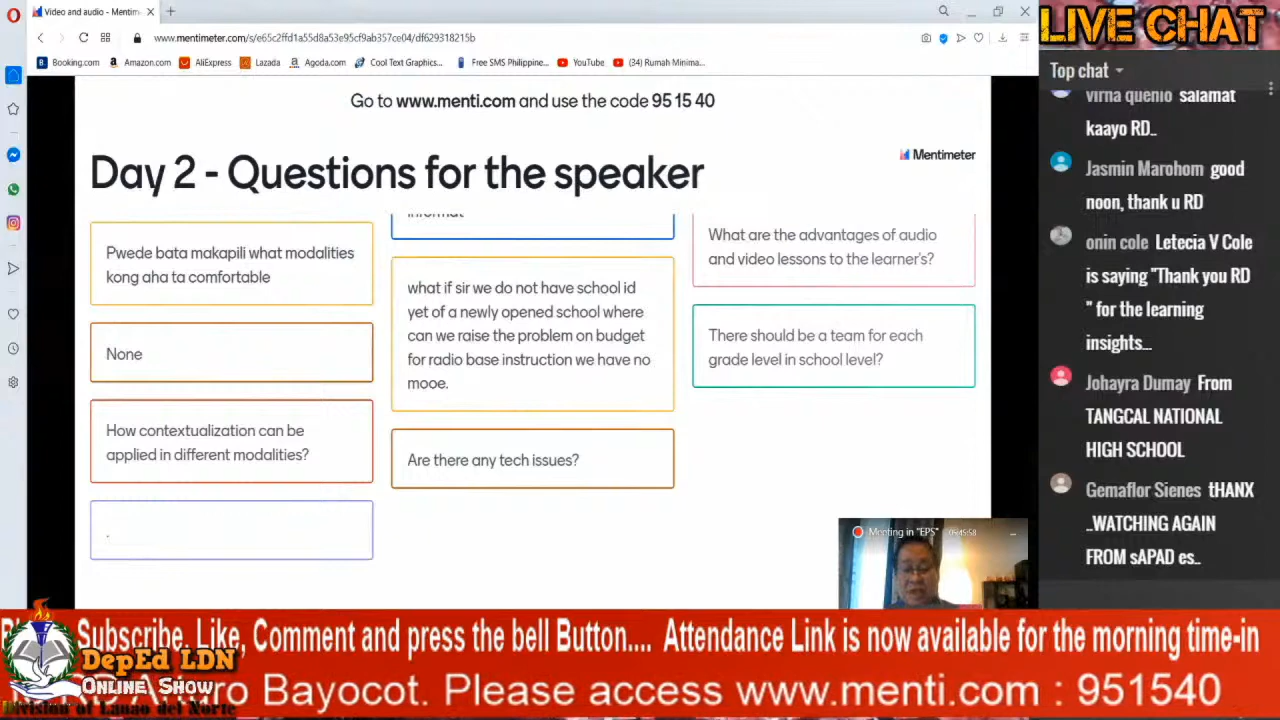 Video and audio - Mentim
www.mentimeter.com/s/e65c2ffd1a55d8a53e95cf9ab357ce04/df629318215b
Booking.com
Amazon.com
AliExpress
Lazada
Agoda.com
Cool Text Graphics...
Free SMS Philippine...
YouTube
(34) Rumah Minima...
Go to www.menti.com and use the code 95 15 40
Day 2 - Questions for the speaker
Mentimeter
Pwede bata makapili what modalities
kong aha ta comfortable
None
How contextualization can be
applied in different modalities?
.
informat
what if sir we do not have school id
yet of a newly opened school where
can we raise the problem on budget
for radio base instruction we have no
mooe.
Are there any tech issues?
What are the advantages of audio
and video lessons to the learner's?
There should be a team for each
grade level in school level?
Meeting in "EPS"
LIVE CHAT
Top chat
virna quenio salamat
kaayo RD..
Jasmin Marohom good
noon, thank u RD
onin cole Letecia V Cole
is saying "Thank you RD
" for the learning
insights...
Johayra Dumay From
TANGCAL NATIONAL
HIGH SCHOOL
Gemaflor Sienes tHANX
..WATCHING AGAIN
FROM sAPAD es..
Subscribe, Like, Comment and press the bell Button.... Attendance Link is now available for the morning time-in
Bayocot. Please access www.menti.com : 951540
DepEd LDN
ONLINE SHOW
Division of Lanao del Norte